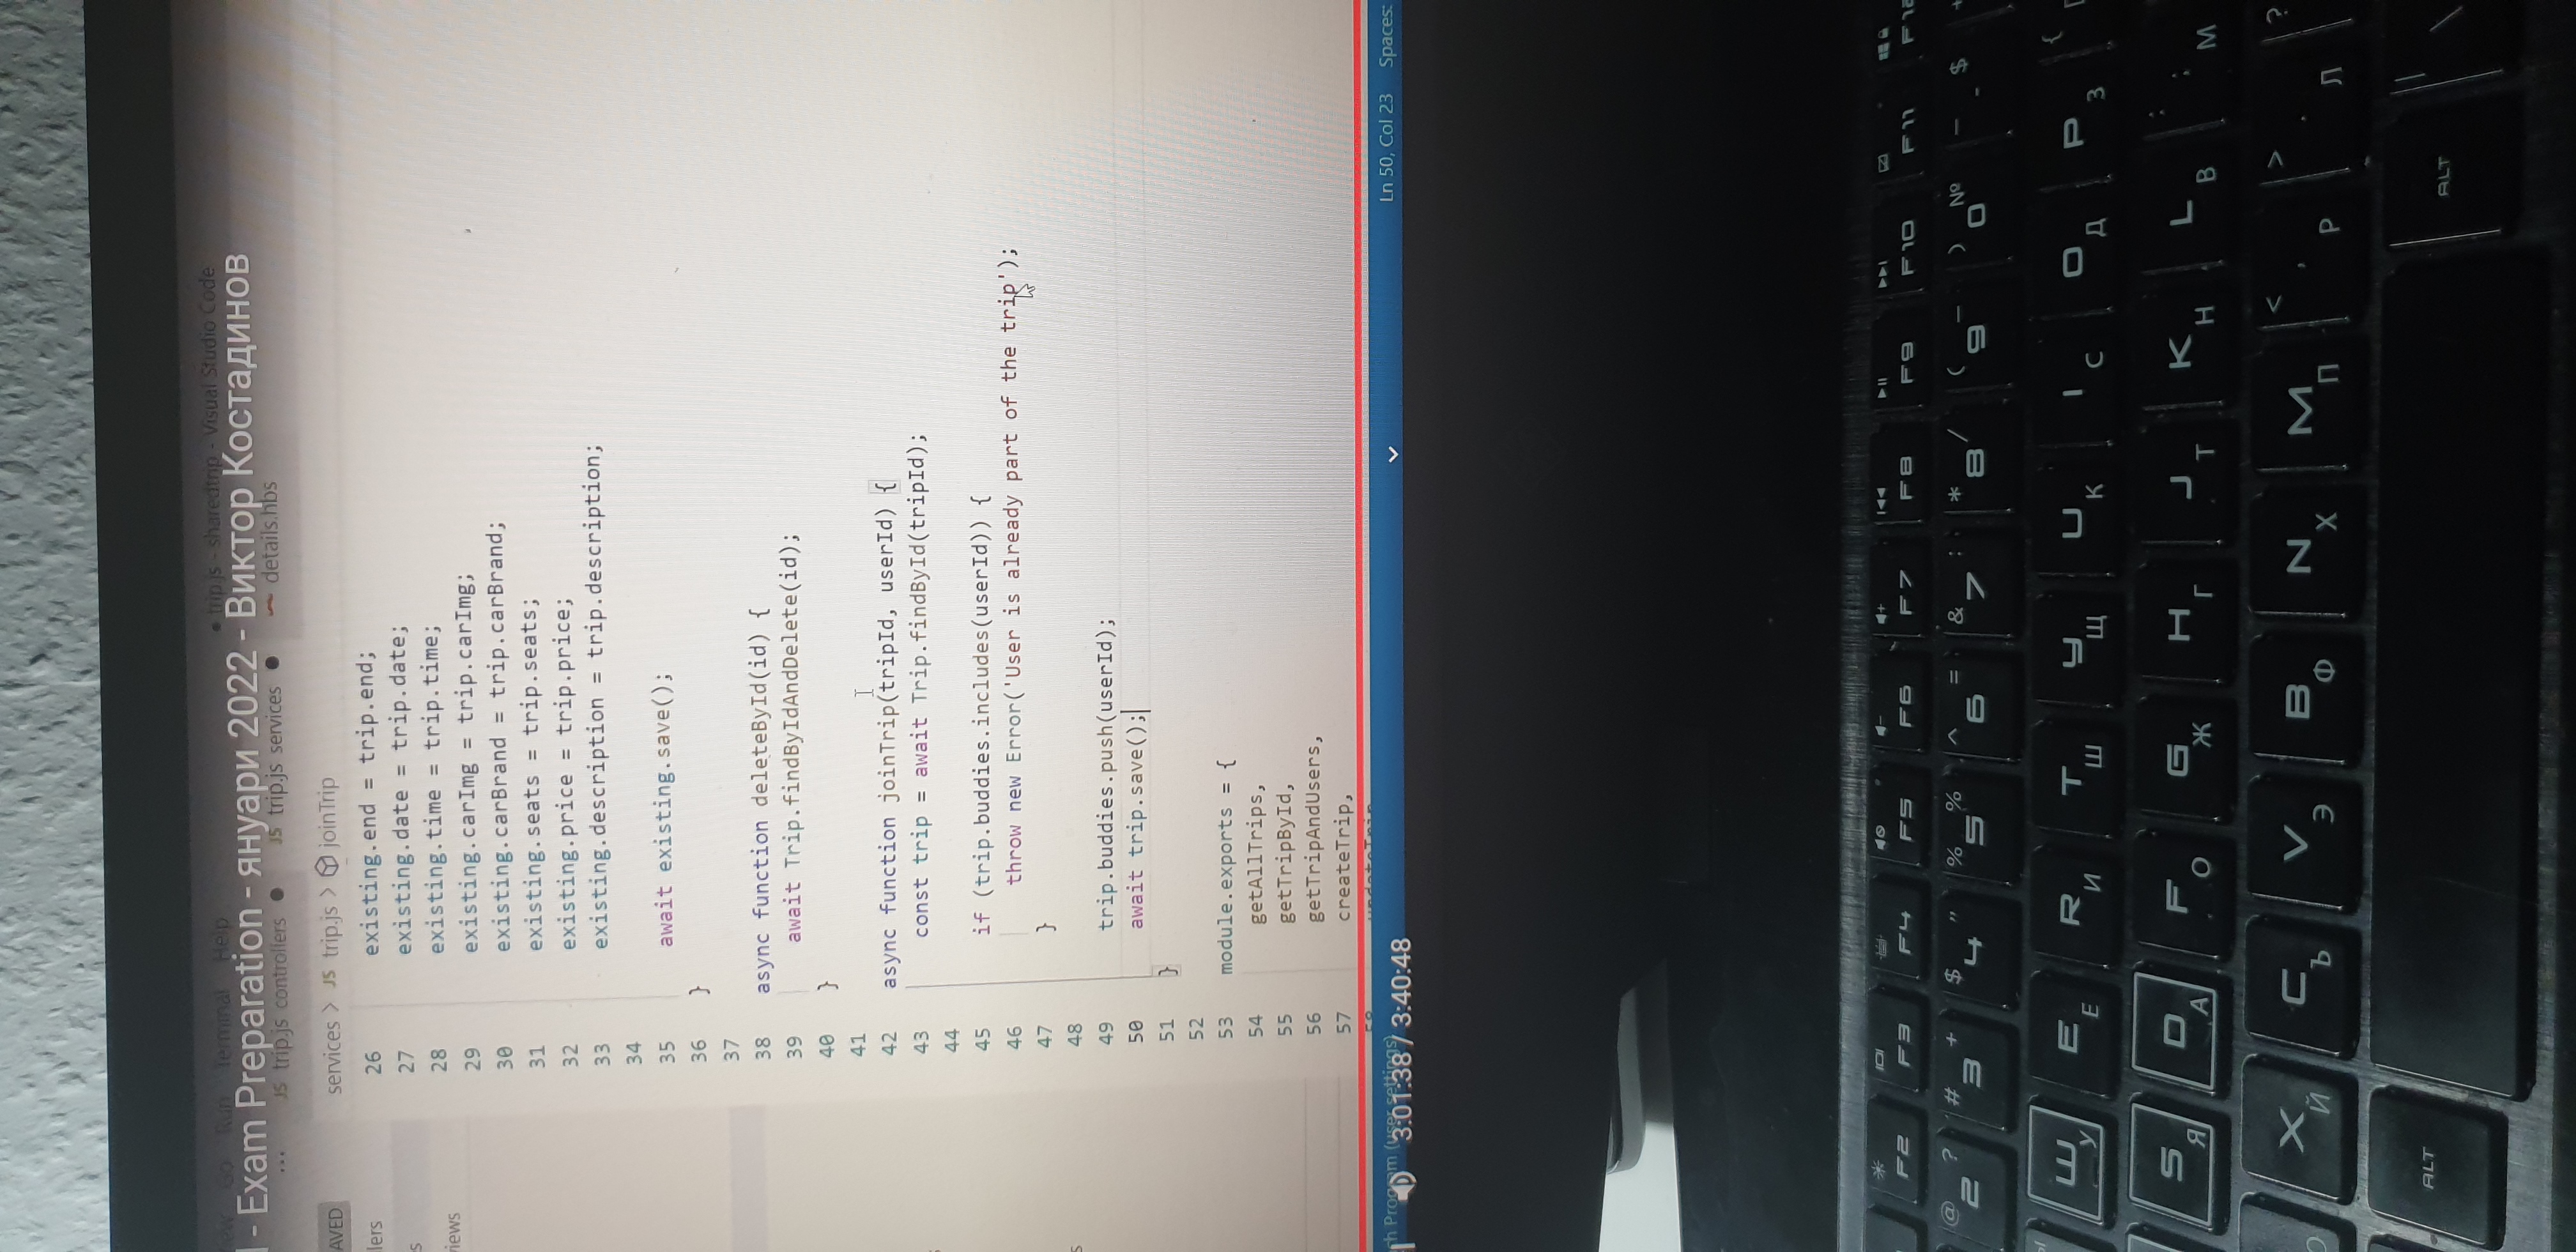 Go Run Terminal Help
● trip.js - sharedtrip - Visual Studio Code
- Exam Preparation - януари 2022 - Виктор Костадинов
... JS trip.js controllers ● JS trip.js services ● details.hbs
AVED
services > JS trip.js > joinTrip
lers
s
iews
s
26 existing.end = trip.end;
27 existing.date = trip.date;
28 existing.time = trip.time;
29 existing.carImg = trip.carImg;
30 existing.carBrand = trip.carBrand;
31 existing.seats = trip.seats;
32 existing.price = trip.price;
33 existing.description = trip.description;
34
35 await existing.save();
36 }
37
38 async function deleteById(id) {
39 await Trip.findByIdAndDelete(id);
40 }
41
42 async function joinTrip(tripId, userId) {
43 const trip = await Trip.findById(tripId);
44
45 if (trip.buddies.includes(userId)) {
46 throw new Error('User is already part of the trip');
47 }
48
49 trip.buddies.push(userId);
50 await trip.save();
51 }
52
53 module.exports = {
54 getAllTrips,
55 getTripById,
56 getTripAndUsers,
57 createTrip,
58 updateTrip
ch Program (user settings) Ln 50, Col 23 Spaces:
3:01:38 / 3:40:48
F2 F3 F4 F5 F6 F7 F8 F9 F10 F11
@ 2 ? # 3 + $ 4 " % 5 % ^ 6 = & 7 : * 8 / ( 9 - ) 0 № - - $
Ш У E Е R И T Ш У Щ U К I С O Д P З {
S Я D А F О G Ж H Г J Т K Н L В : ; М
X Й C Ъ V Э B Ф N Х M П < , Р > . Л ?
ALT ALT | \